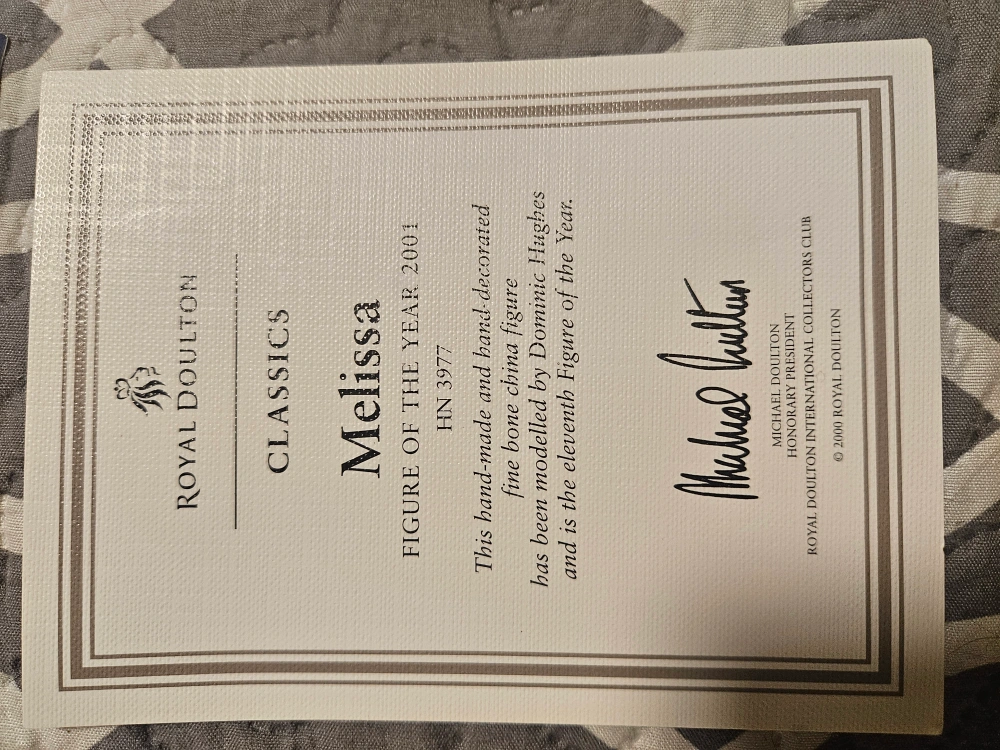 ROYAL DOULTON
CLASSICS
Melissa
FIGURE OF THE YEAR 2001
HN 3977
This hand-made and hand-decorated
fine bone china figure
has been modelled by Dominic Hughes
and is the eleventh Figure of the Year.
Michael Doulton
MICHAEL DOULTON
HONORARY PRESIDENT
ROYAL DOULTON INTERNATIONAL COLLECTORS CLUB
© 2000 ROYAL DOULTON